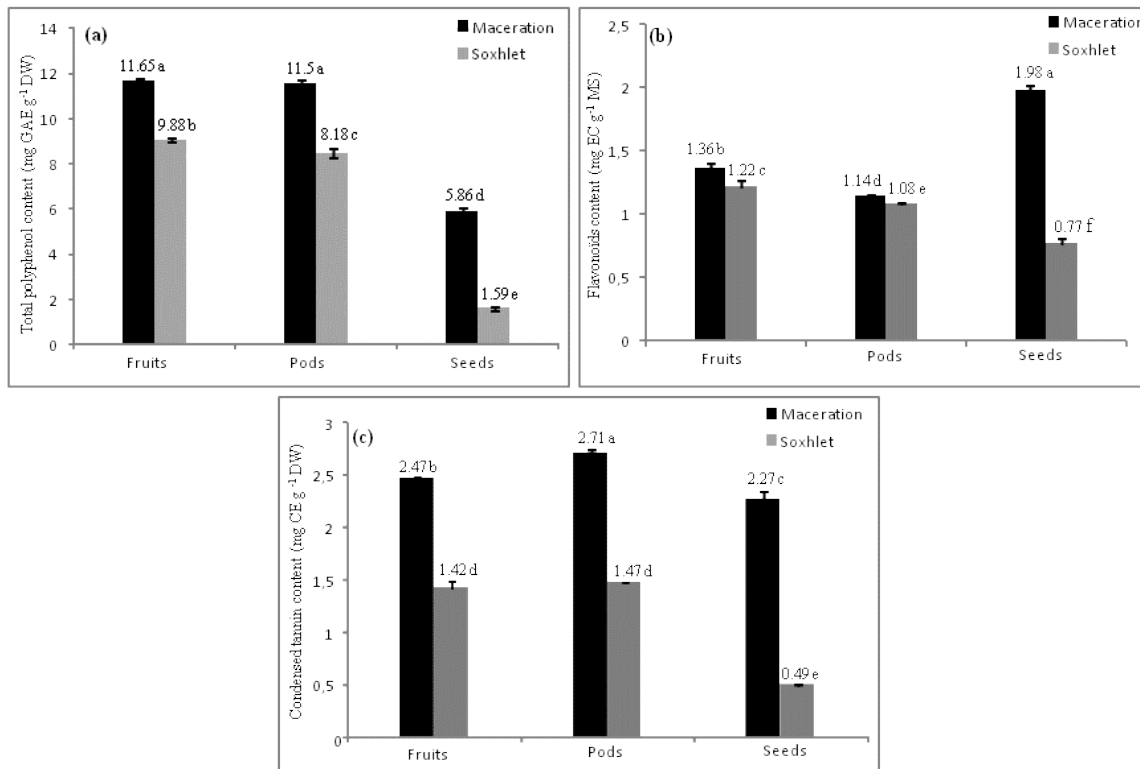 (a)
Maceration
Soxhlet
Total polyphenol content (mg GAE g⁻¹ DW)
14
12
10
8
6
4
2
0
11.65 a
9.88 b
11.5 a
8.18 c
5.86 d
1.59 e
Fruits Pods Seeds
(b)
Maceration
Soxhlet
Flavonoïds content (mg EC g⁻¹ MS)
2,5
2
1,5
1
0,5
0
1.36 b
1.22 c
1.14 d
1.08 e
1.98 a
0.77 f
Fruits Pods Seeds
(c)
Maceration
Soxhlet
Condensed tannin content (mg CE g⁻¹ DW)
3
2,5
2
1,5
1
0,5
0
2.47 b
1.42 d
2.71 a
1.47 d
2.27 c
0.49 e
Fruits Pods Seeds